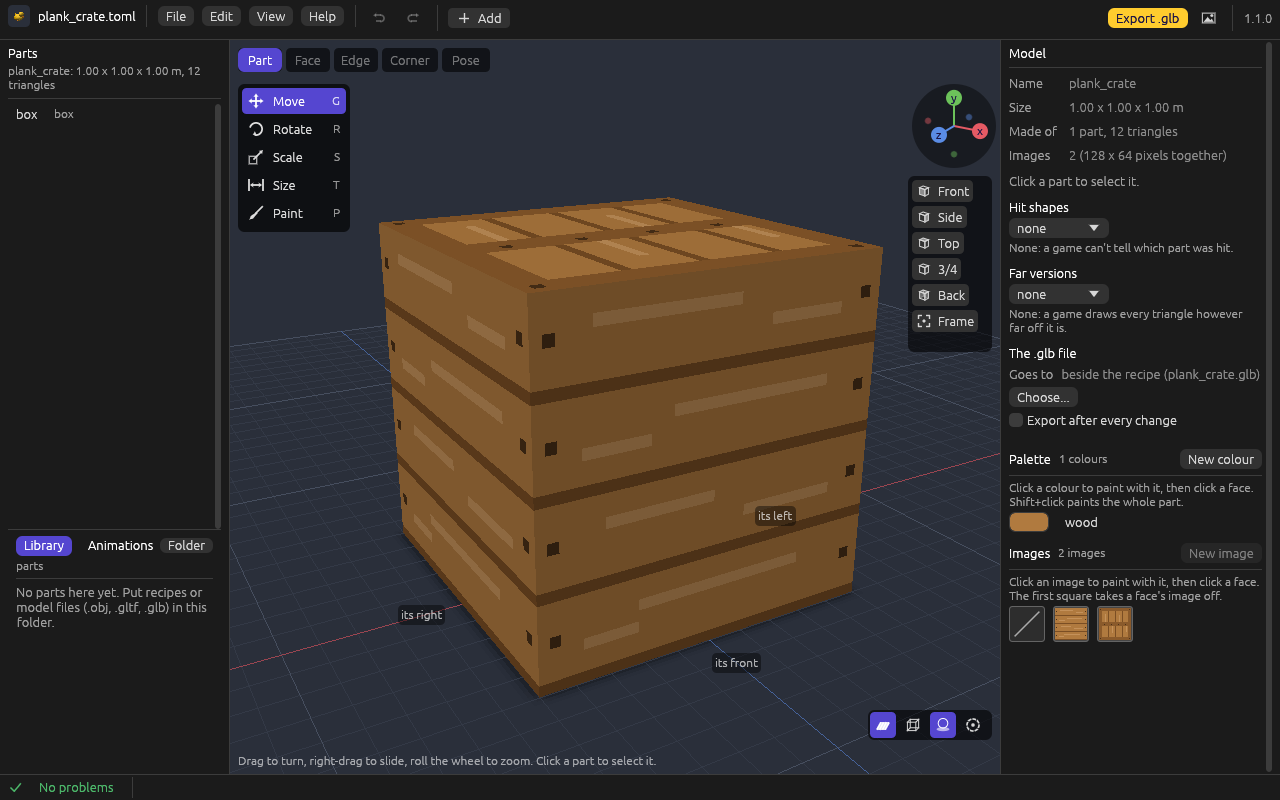 plank_crate.toml
File
Edit
View
Help
Add
Export .glb
1.1.0
Parts
plank_crate: 1.00 x 1.00 x 1.00 m, 12
triangles
box box
Library
Animations
Folder
parts
No parts here yet. Put recipes or
model files (.obj, .gltf, .glb) in this
folder.
Part
Face
Edge
Corner
Pose
Move G
Rotate R
Scale S
Size T
Paint P
y
x
z
Front
Side
Top
3/4
Back
Frame
its left
its right
its front
Drag to turn, right-drag to slide, roll the wheel to zoom. Click a part to select it.
Model
Name plank_crate
Size 1.00 x 1.00 x 1.00 m
Made of 1 part, 12 triangles
Images 2 (128 x 64 pixels together)
Click a part to select it.
Hit shapes
none
None: a game can't tell which part was hit.
Far versions
none
None: a game draws every triangle however
far off it is.
The .glb file
Goes to beside the recipe (plank_crate.glb)
Choose...
Export after every change
Palette 1 colours
New colour
Click a colour to paint with it, then click a face.
Shift+click paints the whole part.
wood
Images 2 images
New image
Click an image to paint with it, then click a face.
The first square takes a face's image off.
No problems